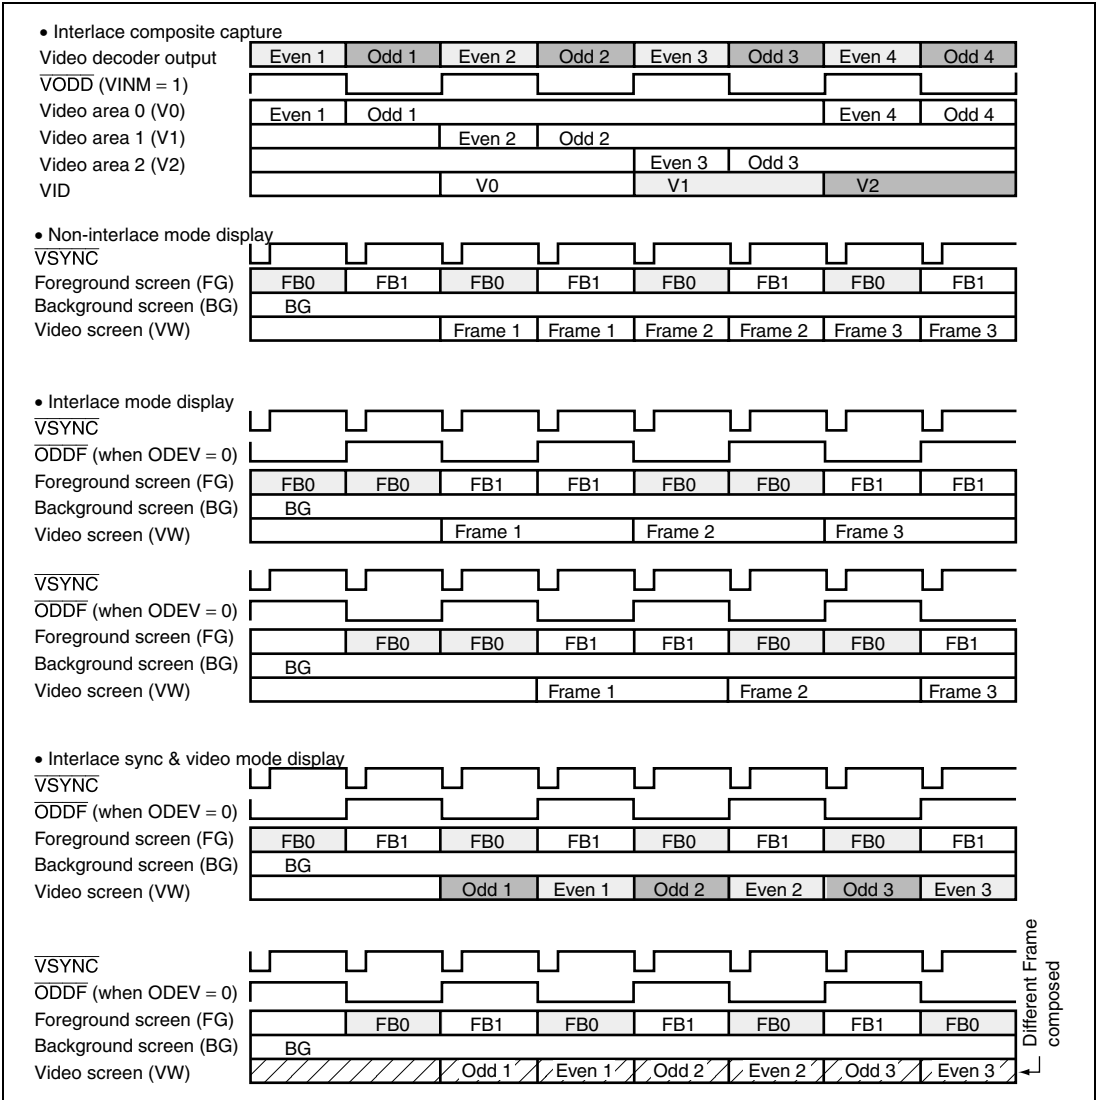 • Interlace composite capture
Video decoder output Even 1 Odd 1 Even 2 Odd 2 Even 3 Odd 3 Even 4 Odd 4
VODD (VINM = 1)
Video area 0 (V0) Even 1 Odd 1 Even 4 Odd 4
Video area 1 (V1) Even 2 Odd 2
Video area 2 (V2) Even 3 Odd 3
VID V0 V1 V2
• Non-interlace mode display
VSYNC
Foreground screen (FG) FB0 FB1 FB0 FB1 FB0 FB1 FB0 FB1
Background screen (BG) BG
Video screen (VW) Frame 1 Frame 1 Frame 2 Frame 2 Frame 3 Frame 3
• Interlace mode display
VSYNC
ODDF (when ODEV = 0)
Foreground screen (FG) FB0 FB0 FB1 FB1 FB0 FB0 FB1 FB1
Background screen (BG) BG
Video screen (VW) Frame 1 Frame 2 Frame 3
VSYNC
ODDF (when ODEV = 0)
Foreground screen (FG) FB0 FB0 FB1 FB1 FB0 FB0 FB1
Background screen (BG) BG
Video screen (VW) Frame 1 Frame 2 Frame 3
• Interlace sync & video mode display
VSYNC
ODDF (when ODEV = 0)
Foreground screen (FG) FB0 FB1 FB0 FB1 FB0 FB1 FB0 FB1
Background screen (BG) BG
Video screen (VW) Odd 1 Even 1 Odd 2 Even 2 Odd 3 Even 3
VSYNC
ODDF (when ODEV = 0)
Foreground screen (FG) FB0 FB1 FB0 FB1 FB0 FB1 FB0
Background screen (BG) BG
Video screen (VW) Odd 1 Even 1 Odd 2 Even 2 Odd 3 Even 3
Different Frame
composed